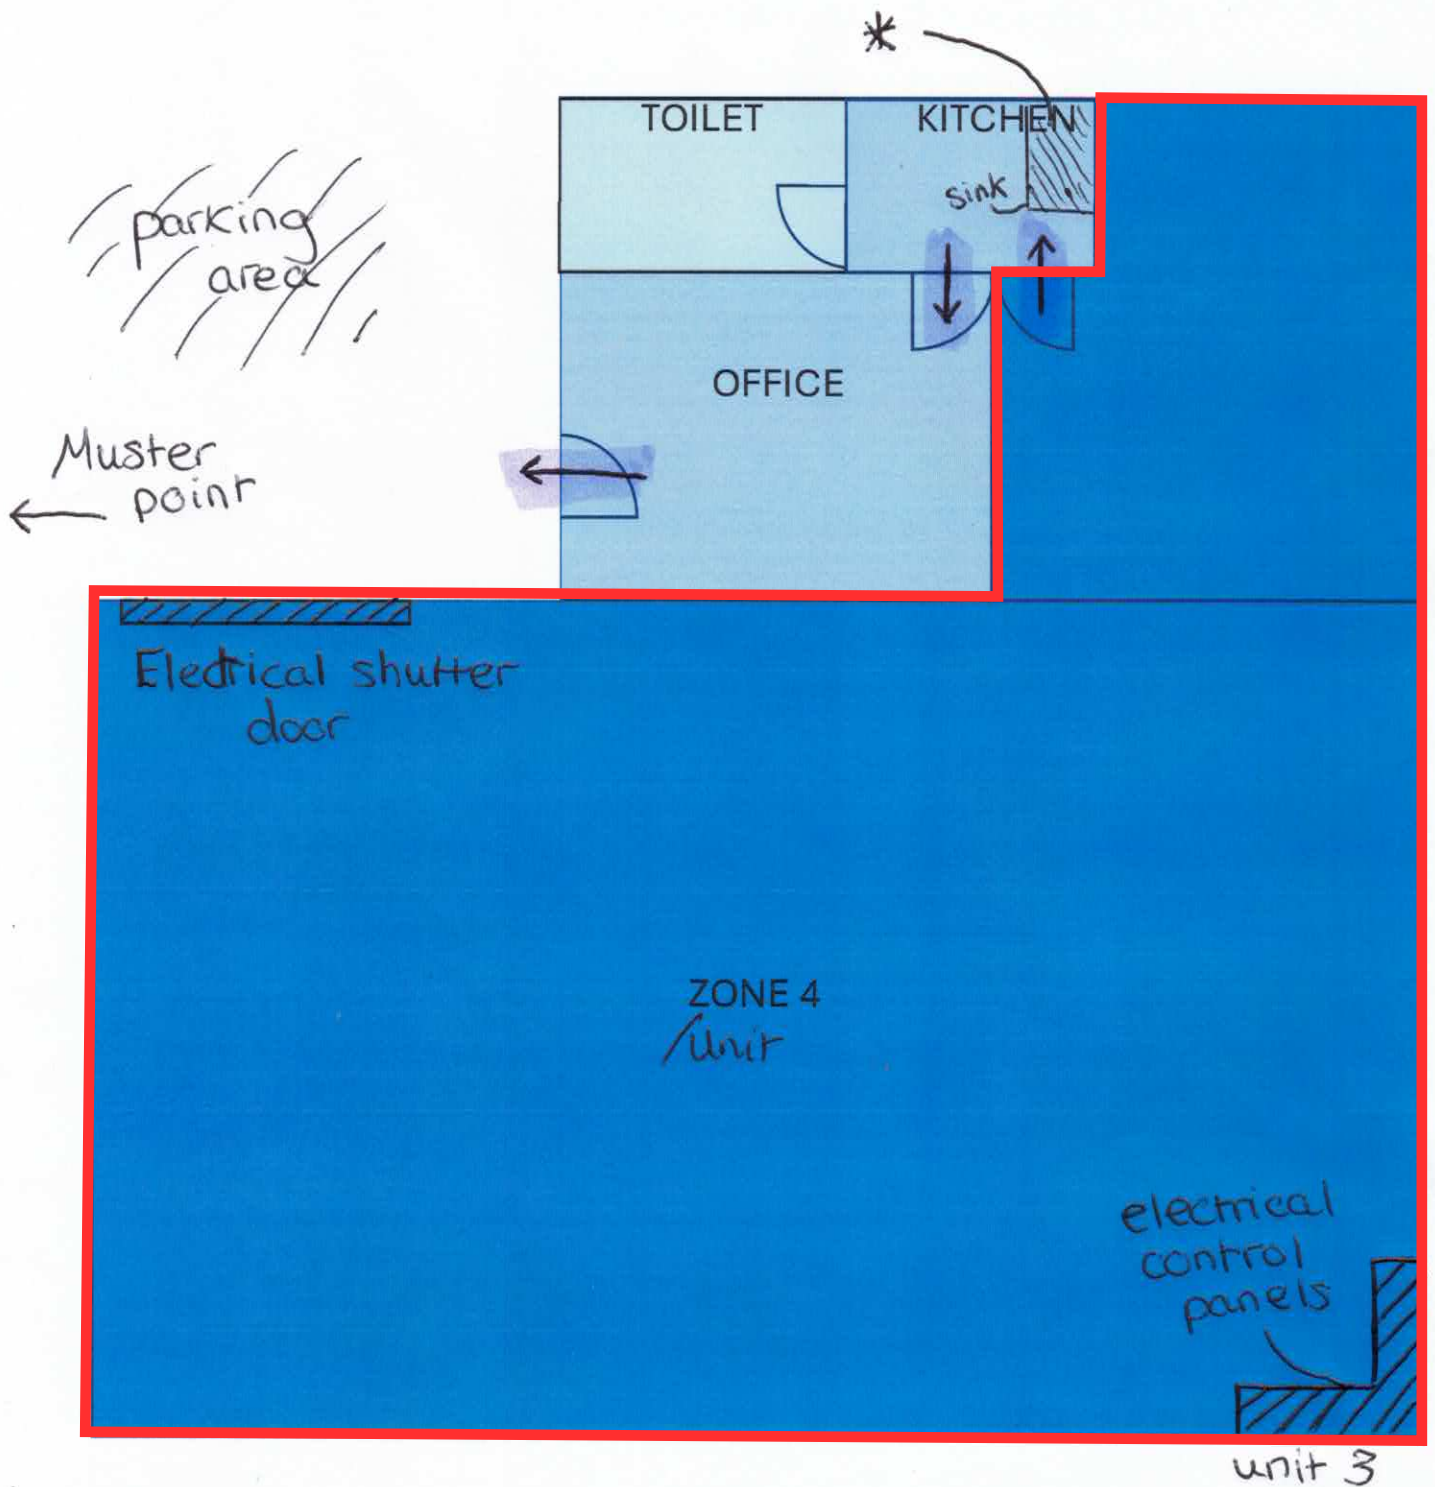 *
TOILET
KITCHEN
sink
parking
area
OFFICE
Muster
point
Electrical shutter
door
ZONE 4
/Unit
electrical
control
panels
unit 3